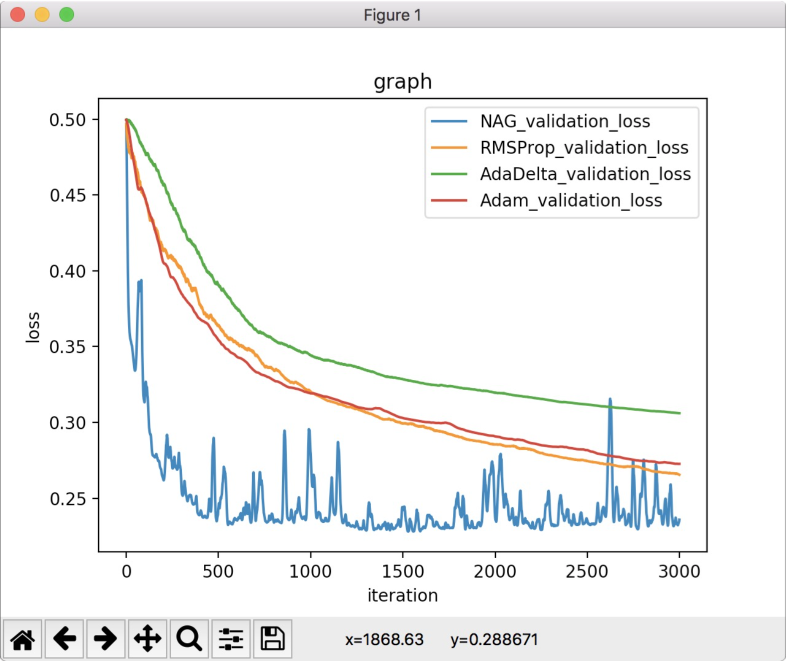 Figure 1
graph
0.50
0.45
0.40
0.35
0.30
0.25
loss
NAG_validation_loss
RMSProp_validation_loss
AdaDelta_validation_loss
Adam_validation_loss
0 500 1000 1500 2000 2500 3000
iteration
x=1868.63 y=0.288671